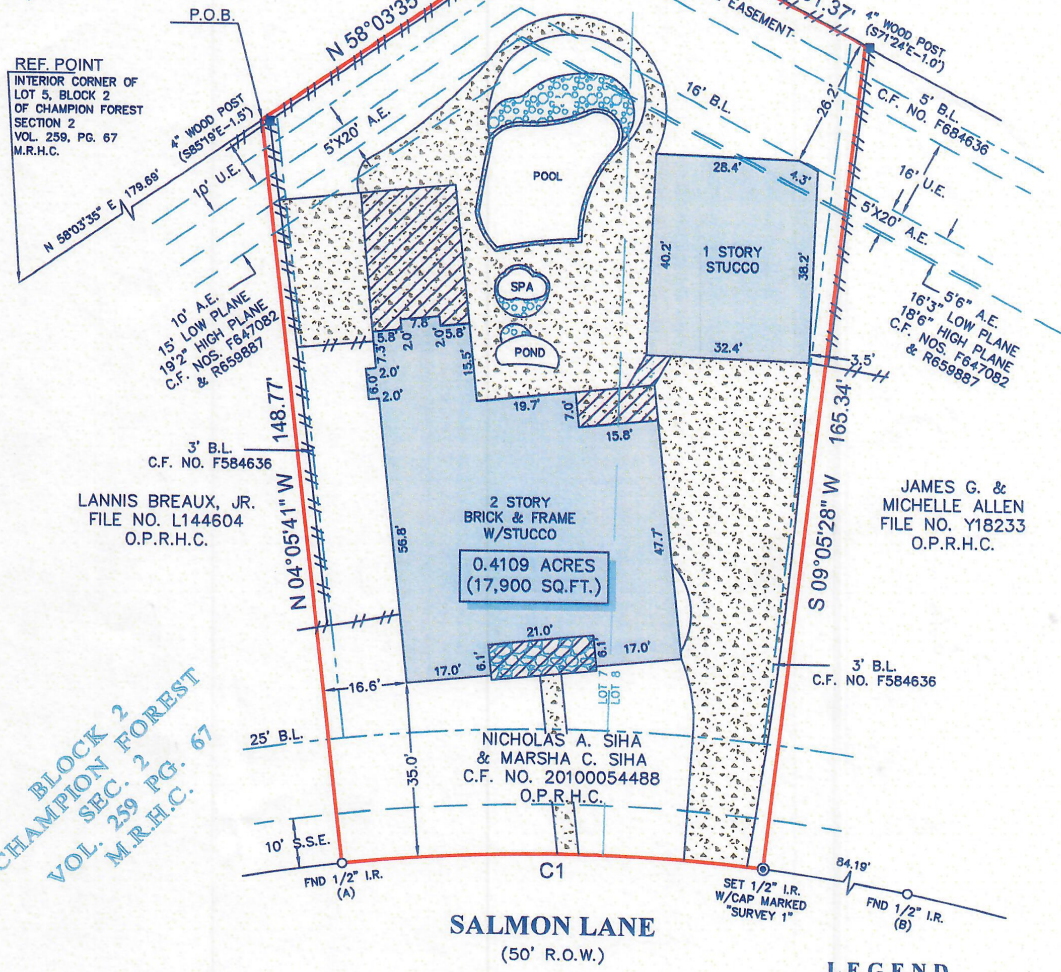 P.O.B.
REF. POINT
INTERIOR CORNER OF
LOT 5, BLOCK 2
OF CHAMPION FOREST
SECTION 2
VOL. 259, PG. 67
M.R.H.C.
N 58°03'35" E 179.69'
4" WOOD POST
(S85°19'E-1.5')
N 58°03'35"
10' U.E.
5'X20' A.E.
EASEMENT
16' B.L.
4" WOOD POST
(S71°24'E-1.0')
5' B.L.
C.F. NO. F684636
16' U.E.
5'X20' A.E.
26.2'
28.4'
4.3'
POOL
1 STORY
STUCCO
40.2'
38.2'
32.4'
3.5'
SPA
POND
10' A.E.
15' LOW PLANE
19'2" HIGH PLANE
C.F. NOS. F647082
& R659887
5'6" A.E.
16'3" LOW PLANE
18'6" HIGH PLANE
C.F. NOS. F647082
& R659887
5.8'
7.8'
2.0'
2.0'
5.8'
7.3'
2.0'
6.0'
2.0'
15.5'
19.7'
7.0'
15.8'
N 04°05'41" W 148.77'
S 09°05'28" W 165.34'
3' B.L.
C.F. NO. F584636
LANNIS BREAUX, JR.
FILE NO. L144604
O.P.R.H.C.
JAMES G. &
MICHELLE ALLEN
FILE NO. Y18233
O.P.R.H.C.
2 STORY
BRICK & FRAME
W/STUCCO
0.4109 ACRES
(17,900 SQ.FT.)
56.8'
47.7'
21.0'
17.0'
6.1'
6.1'
17.0'
16.6'
LOT 7
LOT 8
3' B.L.
C.F. NO. F584636
BLOCK 2
CHAMPION FOREST
SEC. 2
VOL. 259 PG. 67
M.R.H.C.
25' B.L.
35.0'
NICHOLAS A. SIHA
& MARSHA C. SIHA
C.F. NO. 20100054488
O.P.R.H.C.
10' S.S.E.
FND 1/2" I.R.
(A)
C1
SET 1/2" I.R.
W/CAP MARKED
"SURVEY 1"
84.19'
FND 1/2" I.R.
(B)
SALMON LANE
(50' R.O.W.)